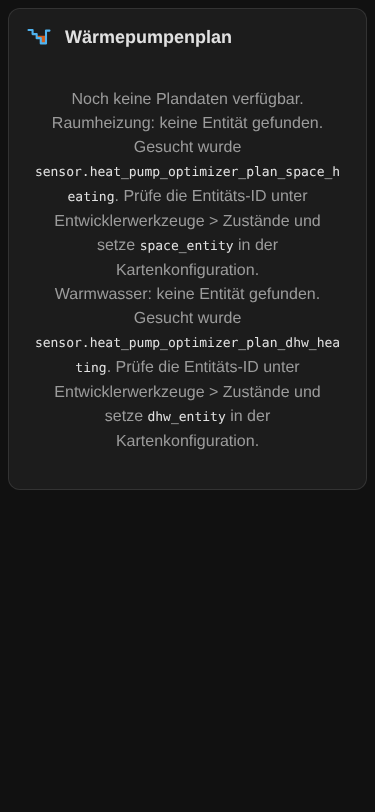 Wärmepumpenplan
Noch keine Plandaten verfügbar.
Raumheizung: keine Entität gefunden.
Gesucht wurde
sensor.heat_pump_optimizer_plan_space_h
eating. Prüfe die Entitäts-ID unter
Entwicklerwerkzeuge > Zustände und
setze space_entity in der
Kartenkonfiguration.
Warmwasser: keine Entität gefunden.
Gesucht wurde
sensor.heat_pump_optimizer_plan_dhw_hea
ting. Prüfe die Entitäts-ID unter
Entwicklerwerkzeuge > Zustände und
setze dhw_entity in der
Kartenkonfiguration.